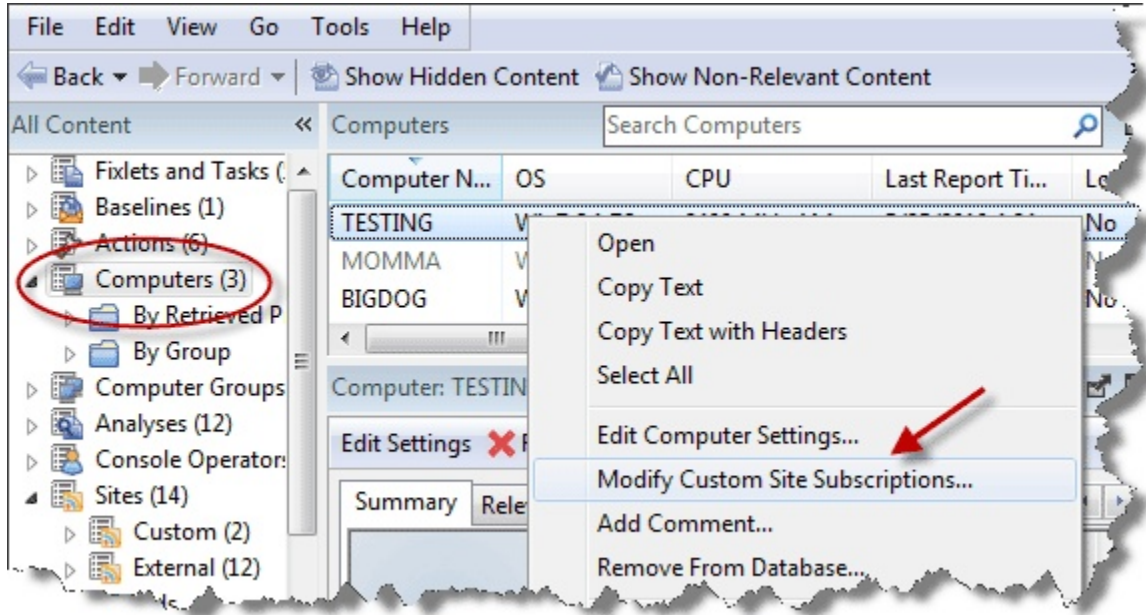 File Edit View Go Tools Help
Back Forward Show Hidden Content Show Non-Relevant Content
All Content « Computers Search Computers
Fixlets and Tasks (
Baselines (1)
Actions (6)
Computers (3)
By Retrieved P
By Group
Computer Groups
Analyses (12)
Console Operator
Sites (14)
Custom (2)
External (12)
Computer N... OS CPU Last Report Ti...
TESTING No
MOMMA
BIGDOG No
Computer: TESTIN
Edit Settings
Summary Rele
Open
Copy Text
Copy Text with Headers
Select All
Edit Computer Settings...
Modify Custom Site Subscriptions...
Add Comment...
Remove From Database...